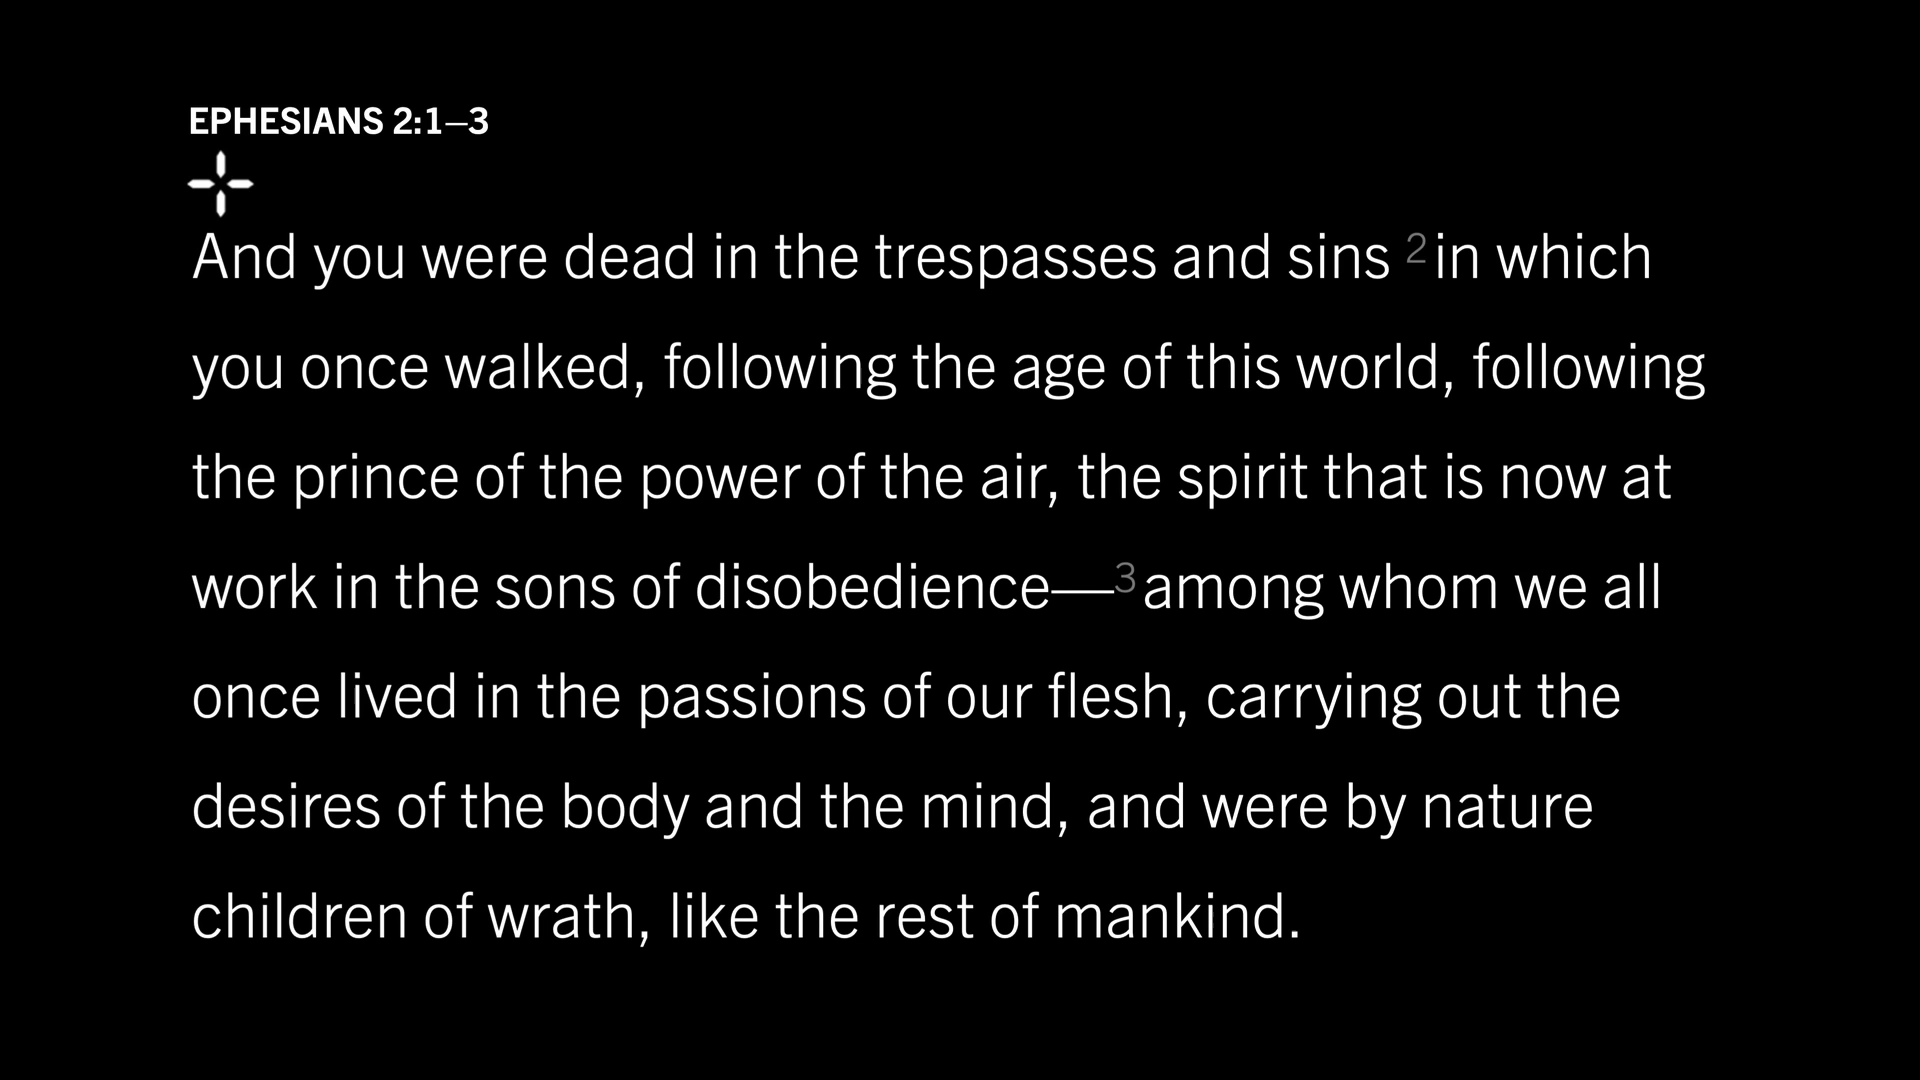 EPHESIANS 2:1–3
And you were dead in the trespasses and sins 2 in which
you once walked, following the age of this world, following
the prince of the power of the air, the spirit that is now at
work in the sons of disobedience—3 among whom we all
once lived in the passions of our flesh, carrying out the
desires of the body and the mind, and were by nature
children of wrath, like the rest of mankind.